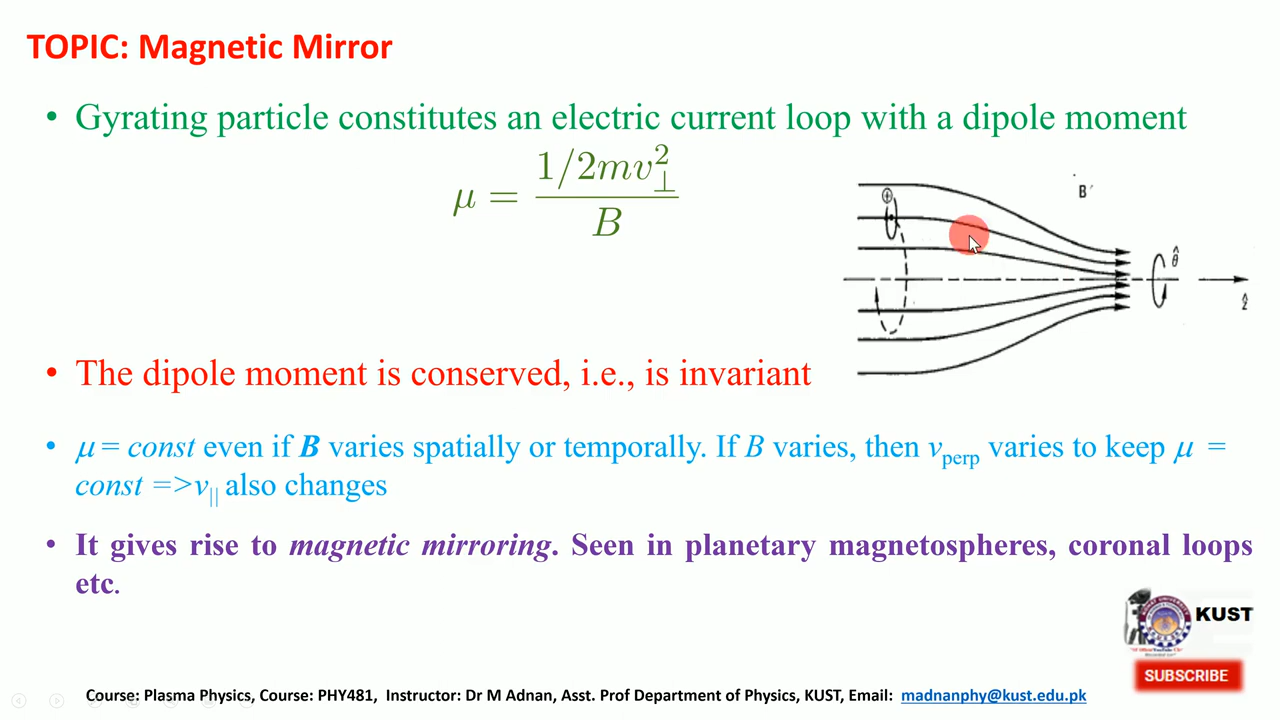 TOPIC: Magnetic Mirror
• Gyrating particle constitutes an electric current loop with a dipole moment
μ = 1/2mv⊥² / B
B
θ̂
ẑ
• The dipole moment is conserved, i.e., is invariant
• μ = const even if B varies spatially or temporally. If B varies, then vperp varies to keep μ =
const =>v|| also changes
• It gives rise to magnetic mirroring. Seen in planetary magnetospheres, coronal loops
etc.
KUST
SUBSCRIBE
Course: Plasma Physics, Course: PHY481, Instructor: Dr M Adnan, Asst. Prof Department of Physics, KUST, Email: madnanphy@kust.edu.pk